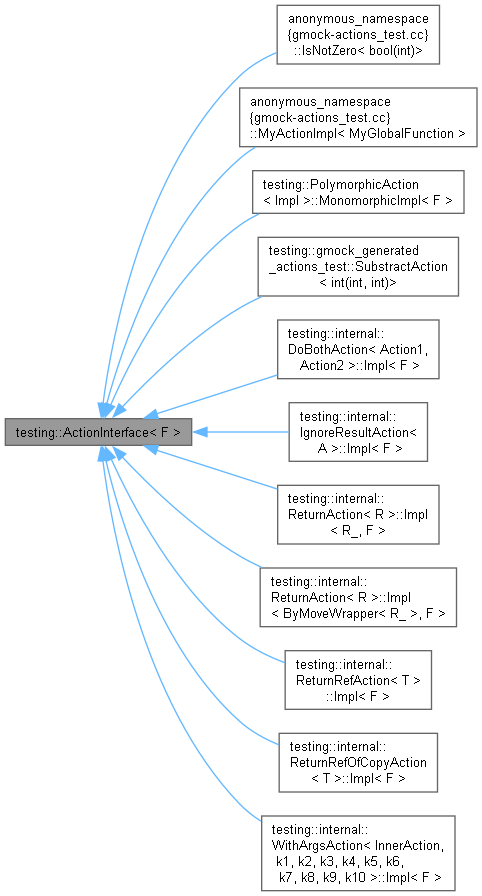 anonymous_namespace
{gmock-actions_test.cc}
::IsNotZero< bool(int)>
anonymous_namespace
{gmock-actions_test.cc}
::MyActionImpl< MyGlobalFunction >
testing::PolymorphicAction
< Impl >::MonomorphicImpl< F >
testing::gmock_generated
_actions_test::SubstractAction
< int(int, int)>
testing::internal::
DoBothAction< Action1,
Action2 >::Impl< F >
testing::ActionInterface< F >
testing::internal::
IgnoreResultAction<
A >::Impl< F >
testing::internal::
ReturnAction< R >::Impl
< R_, F >
testing::internal::
ReturnAction< R >::Impl
< ByMoveWrapper< R_ >, F >
testing::internal::
ReturnRefAction< T >
::Impl< F >
testing::internal::
ReturnRefOfCopyAction
< T >::Impl< F >
testing::internal::
WithArgsAction< InnerAction,
k1, k2, k3, k4, k5, k6,
k7, k8, k9, k10 >::Impl< F >